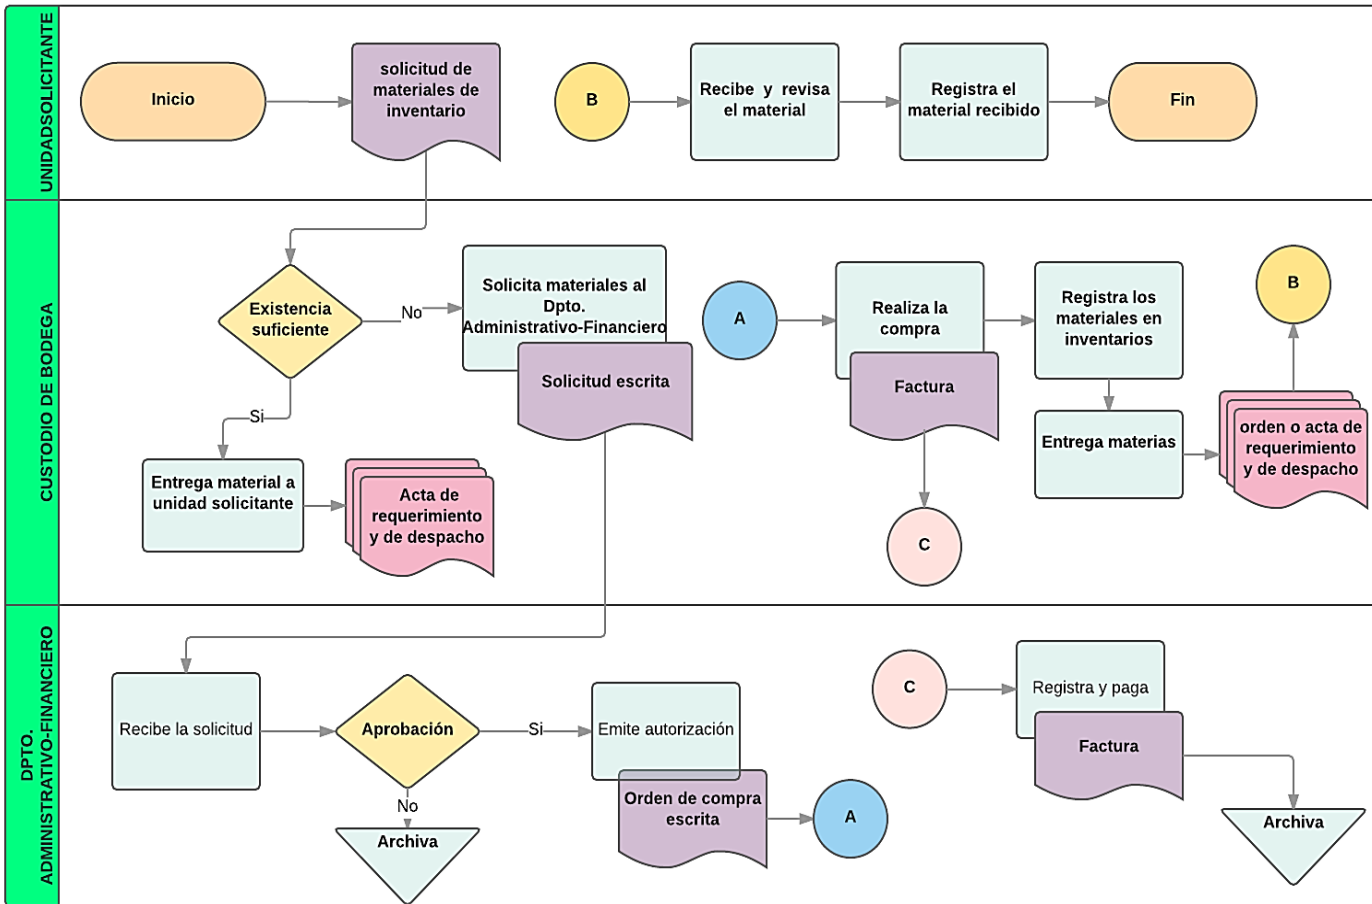 UNIDADSOLICITANTE
Inicio
solicitud de
materiales de
inventario
B
Recibe y revisa
el material
Registra el
material recibido
Fin
CUSTODIO DE BODEGA
Existencia
suficiente
No
Si
Solicita materiales al
Dpto.
Administrativo-Financiero
Solicitud escrita
Entrega material a
unidad solicitante
Acta de
requerimiento
y de despacho
A
Realiza la
compra
Factura
C
Registra los
materiales en
inventarios
Entrega materias
orden o acta de
requerimiento
y de despacho
B
DPTO.
ADMINISTRATIVO-FINANCIERO
Recibe la solicitud
Aprobación
Si
No
Archiva
Emite autorización
Orden de compra
escrita
A
C
Registra y paga
Factura
Archiva